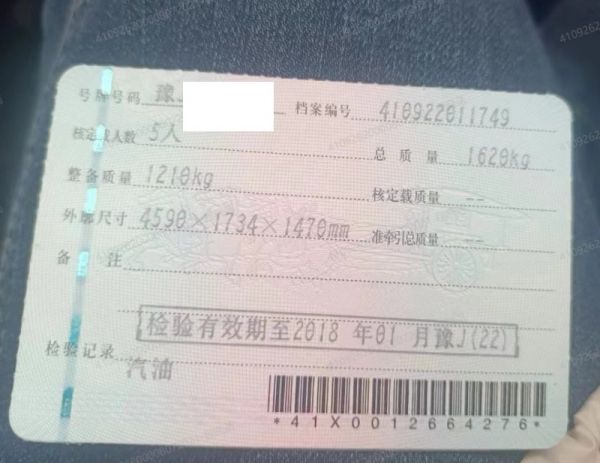 号牌号码 豫J 档案编号 410922011749
核定载人数 5人 总质量 1620kg
整备质量 1210kg 核定载质量 --
外廓尺寸 4590×1734×1470mm 准牵引总质量 --
备注
检验有效期至2018 年01 月豫J(22)
检验记录
汽油
*41X0012664276*